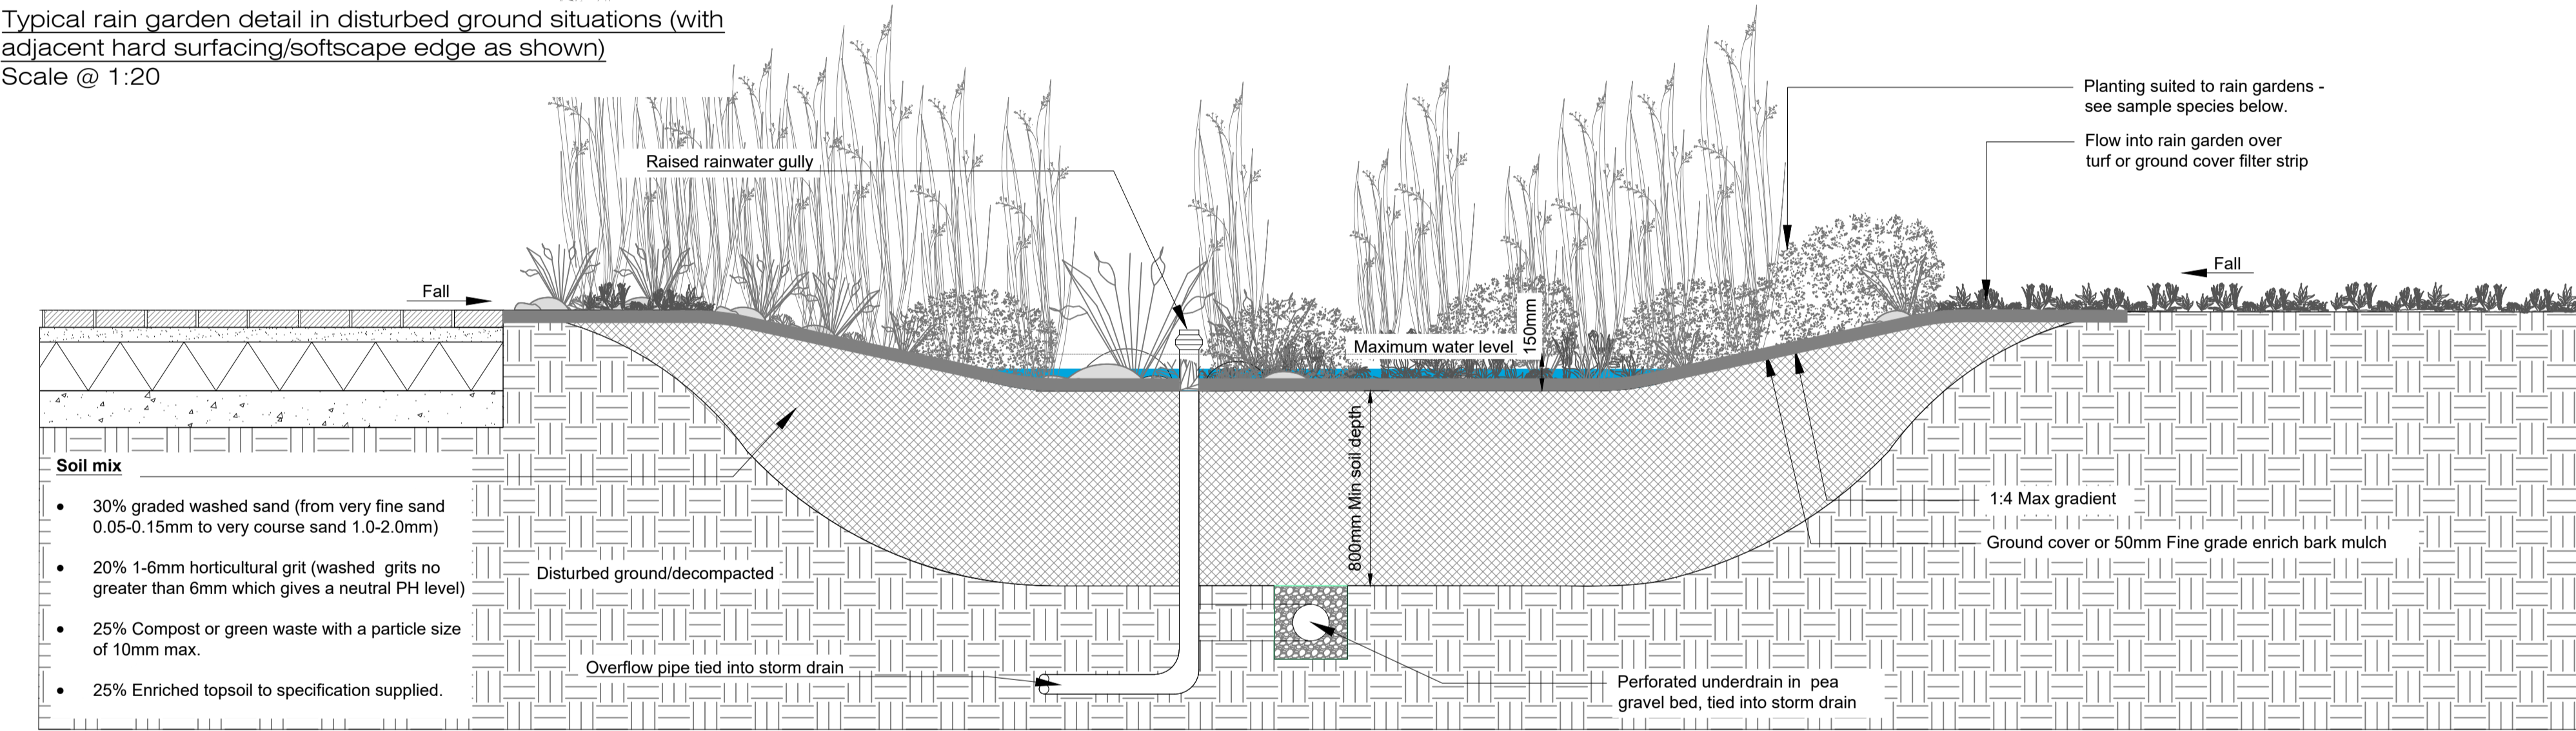 Typical rain garden detail in disturbed ground situations (with
adjacent hard surfacing/softscape edge as shown)
Scale @ 1:20
Planting suited to rain gardens -
see sample species below.
Flow into rain garden over
turf or ground cover filter strip
Raised rainwater gully
Fall
Fall
Maximum water level
150mm
800mm Min soil depth
Soil mix
• 30% graded washed sand (from very fine sand
0.05-0.15mm to very course sand 1.0-2.0mm)
• 20% 1-6mm horticultural grit (washed grits no
greater than 6mm which gives a neutral PH level)
• 25% Compost or green waste with a particle size
of 10mm max.
• 25% Enriched topsoil to specification supplied.
Disturbed ground/decompacted
Overflow pipe tied into storm drain
1:4 Max gradient
Ground cover or 50mm Fine grade enrich bark mulch
Perforated underdrain in pea
gravel bed, tied into storm drain